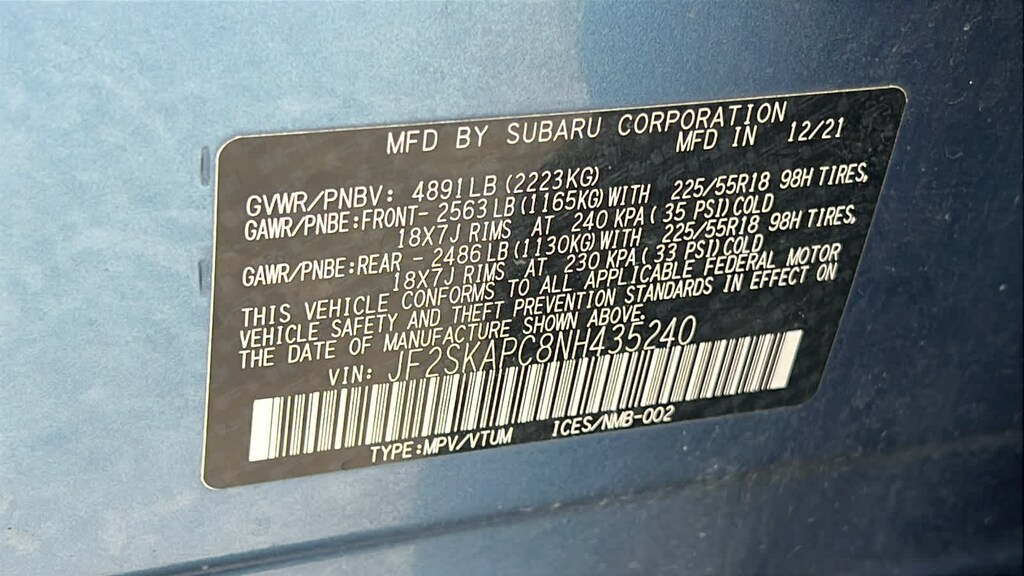 MFD BY SUBARU CORPORATION
MFD IN 12/21
GVWR/PNBV: 4891LB(2223KG)
GAWR/PNBE:FRONT- 2563LB(1165KG)WITH 225/55R18 98H TIRES,
18X7J RIMS AT 240 KPA(35 PSI)COLD
GAWR/PNBE:REAR - 2486LB(1130KG)WITH 225/55R18 98H TIRES,
18X7J RIMS AT 230 KPA(33 PSI)COLD
THIS VEHICLE CONFORMS TO ALL APPLICABLE FEDERAL MOTOR
VEHICLE SAFETY AND THEFT PREVENTION STANDARDS IN EFFECT ON
THE DATE OF MANUFACTURE SHOWN ABOVE.
VIN: JF2SKAPC8NH435240
TYPE:MPV/VTUM ICES/NMB-002